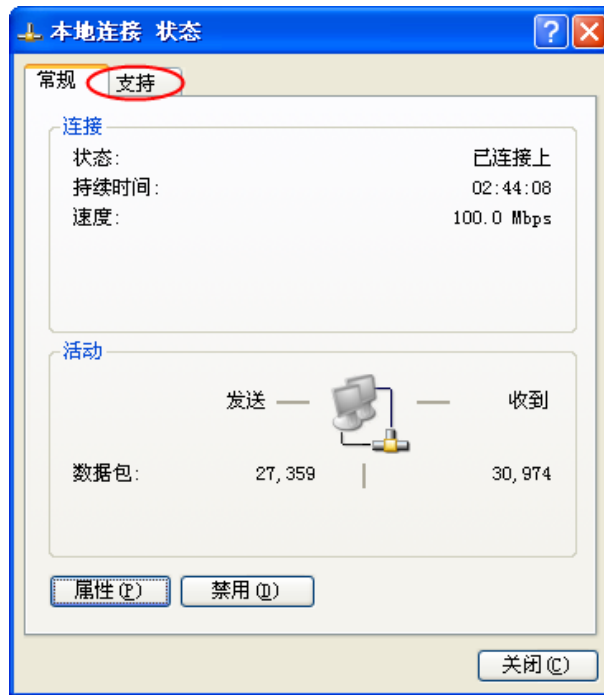 本地连接 状态
常规 支持
连接
状态: 已连接上
持续时间: 02:44:08
速度: 100.0 Mbps
活动
发送 — — 收到
数据包: 27,359 | 30,974
属性(P) 禁用(D)
关闭(C)